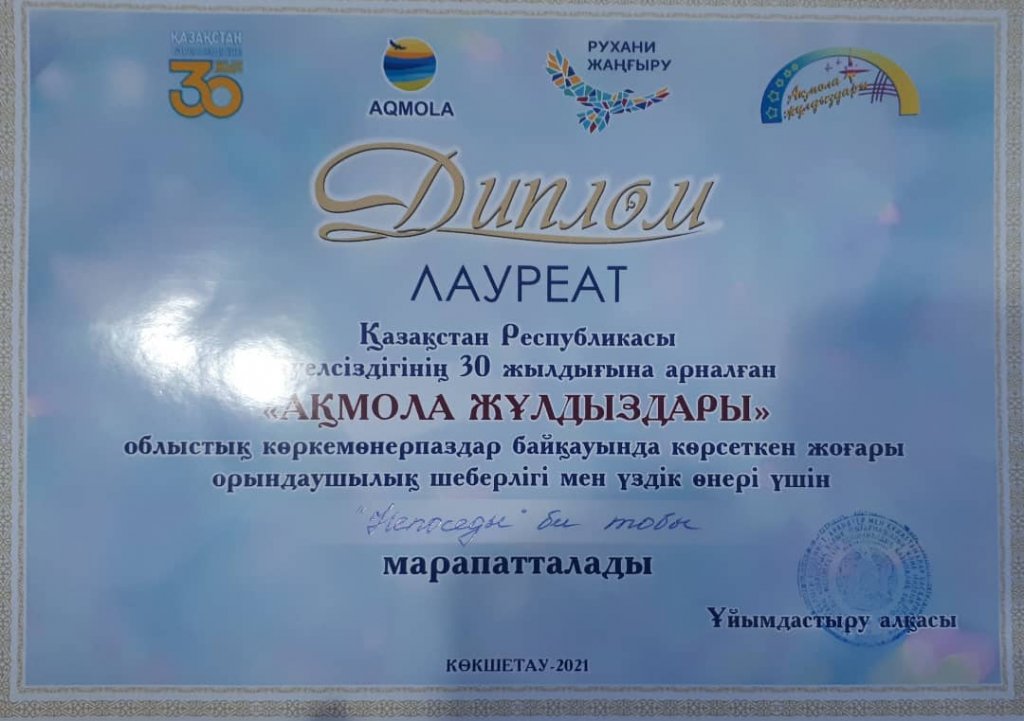 ҚАЗАҚСТАН
30
AQMOLA
РУХАНИ
ЖАҢҒЫРУ
Ақмола
жұлдыздары
Диплом
ЛАУРЕАТ
Қазақстан Республикасы
елсіздігінің 30 жылдығына арналған
«АҚМОЛА ЖҰЛДЫЗДАРЫ»
облыстық көркемөнерпаздар байқауында көрсеткен жоғары
орындаушылық шеберлігі мен үздік өнері үшін
"Непоседы" би тобы
марапатталады
Ұйымдастыру алқасы
КӨКШЕТАУ-2021